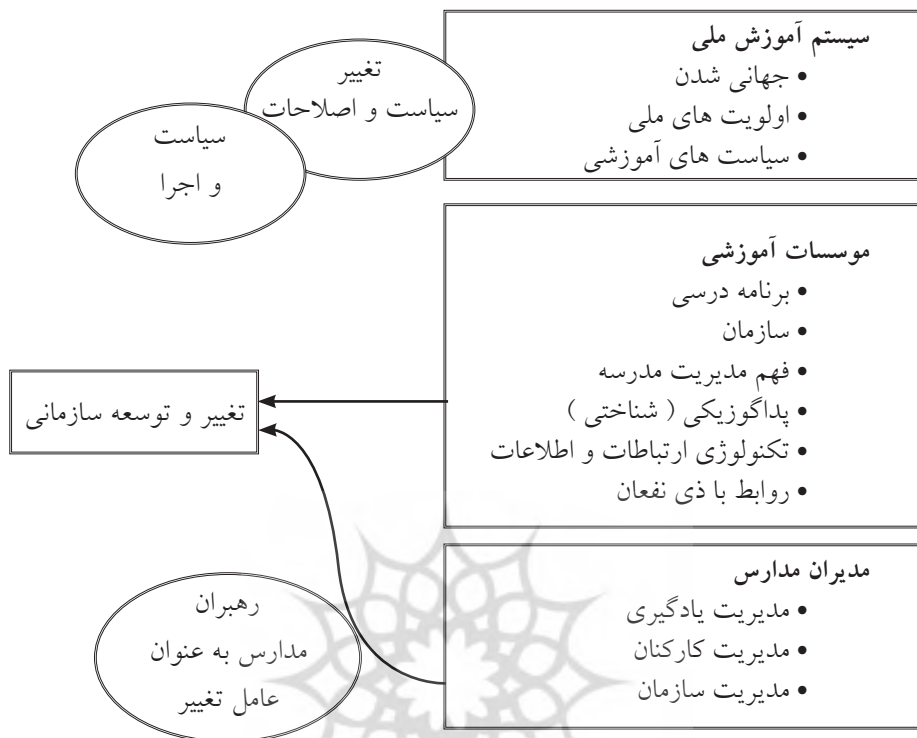 سیستم آموزش ملی
• جهانی شدن
• اولویت های ملی
• سیاست های آموزشی
تغییر
سیاست و اصلاحات
سیاست
و اجرا
موسسات آموزشی
• برنامه درسی
• سازمان
• فهم مدیریت مدرسه
• پداگوزیکی ( شناختی )
• تکنولوژی ارتباطات و اطلاعات
• روابط با ذی نفعان
تغییر و توسعه سازمانی
مدیران مدارس
• مدیریت یادگیری
• مدیریت کارکنان
• مدیریت سازمان
رهبران
مدارس به عنوان
عامل تغییر